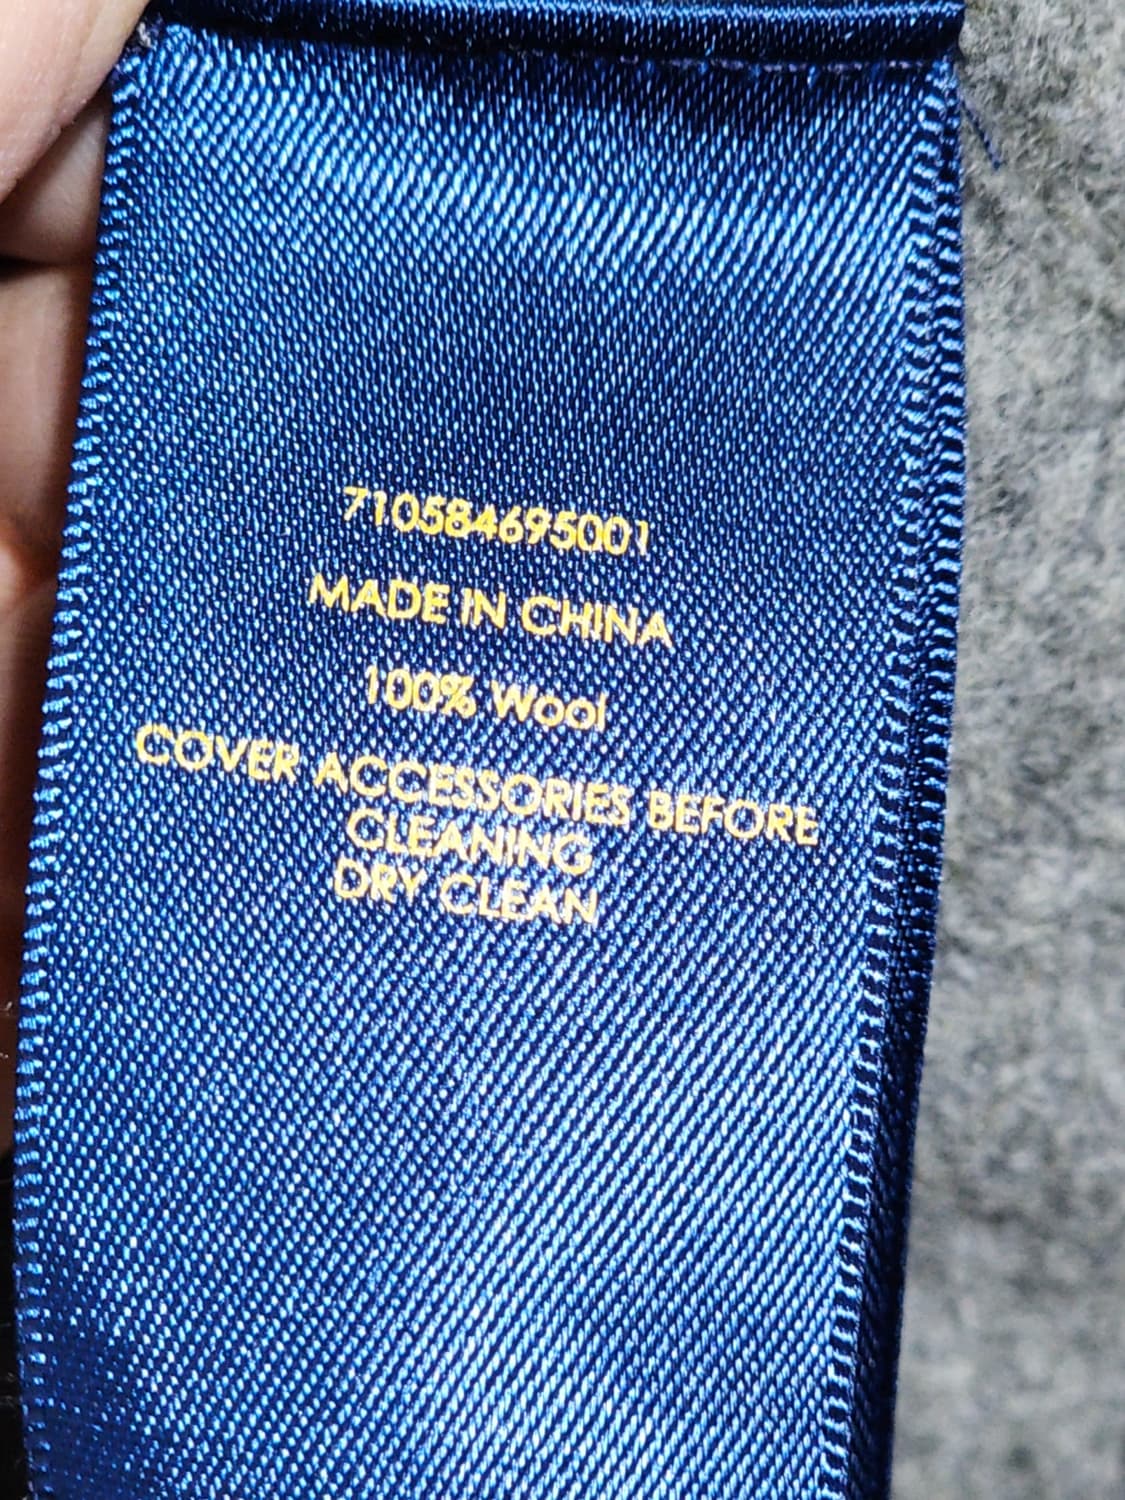 710584695001
MADE IN CHINA
100% Wool
COVER ACCESSORIES BEFORE
CLEANING
DRY CLEAN